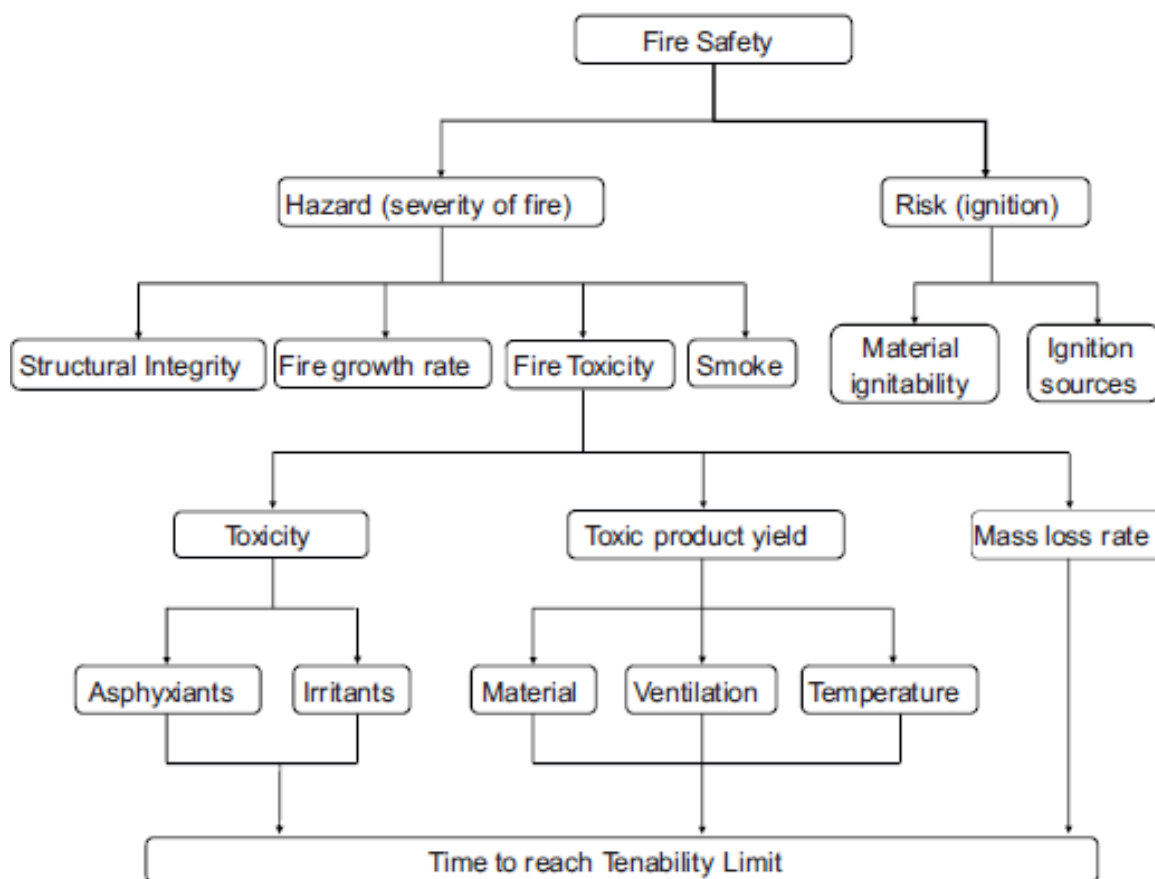 Fire Safety
Hazard (severity of fire)
Risk (ignition)
Structural Integrity
Fire growth rate
Fire Toxicity
Smoke
Material
ignitability
Ignition
sources
Toxicity
Toxic product yield
Mass loss rate
Asphyxiants
Irritants
Material
Ventilation
Temperature
Time to reach Tenability Limit